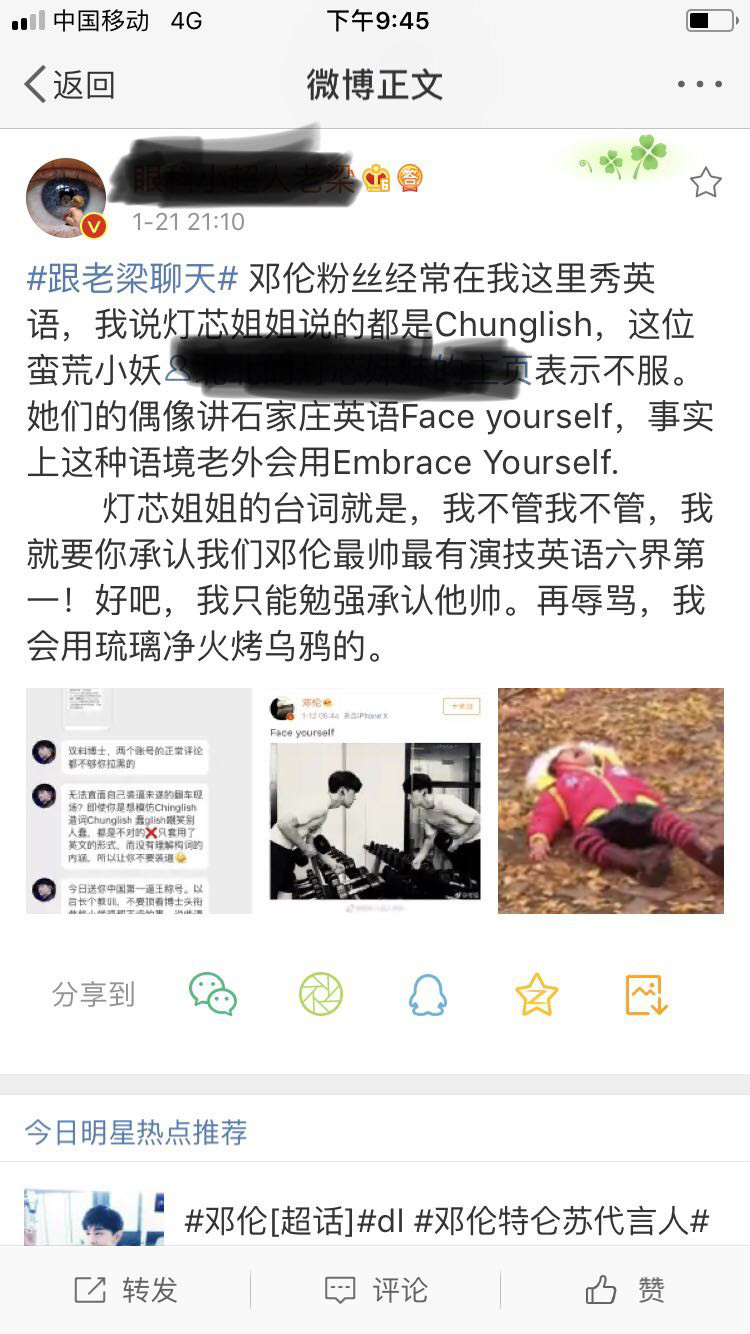 中国移动 4G 下午9:45
返回 微博正文
1-21 21:10
#跟老梁聊天# 邓伦粉丝经常在我这里秀英
语，我说灯芯姐姐说的都是Chunglish，这位
蛮荒小妖 主页表示不服。
她们的偶像讲石家庄英语Face yourself，事实
上这种语境老外会用Embrace Yourself.
灯芯姐姐的台词就是，我不管我不管，我
就要你承认我们邓伦最帅最有演技英语六界第
一！好吧，我只能勉强承认他帅。再辱骂，我
会用琉璃净火烤乌鸦的。
双料博士、两个账号的正常评论
都不够你拉黑的
无法直面自己装逼未遂的翻车现
场？即使你是想模仿Chinglish
造词Chunglish 蠢glish嘲笑别
人蠢，都是不对的❌只套用了
英文的形式，而没有理解构词的
内涵，所以让你不要装逼
今日送你中国第一逼王称号。以
后长个教训，不要顶着博士头衔
邓伦
1-12 06:44 来自iPhone X
+关注
Face yourself
分享到
今日明星热点推荐
#邓伦[超话]#dl #邓伦特仑苏代言人#
转发 评论 赞